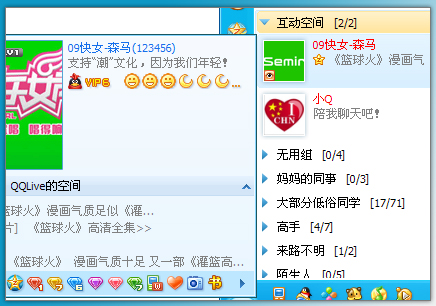 09快女-森马(123456)
支持“潮”文化，因为我们年轻!
VIP6
QQLive的空间
篮球火》漫画气质足似《灌...
片]《篮球火》高清全集>>
《篮球火》 漫画气质十足 又一部《灌篮高...
互动空间 [2/2]
09快女-森马
《篮球火》漫画气
Semir
小Q
陪我聊天吧!
CHN
无用组 [0/4]
妈妈的同事 [0/3]
大部分低俗同学 [17/71]
高手 [4/7]
来路不明 [1/2]
陌生人 [0/5]